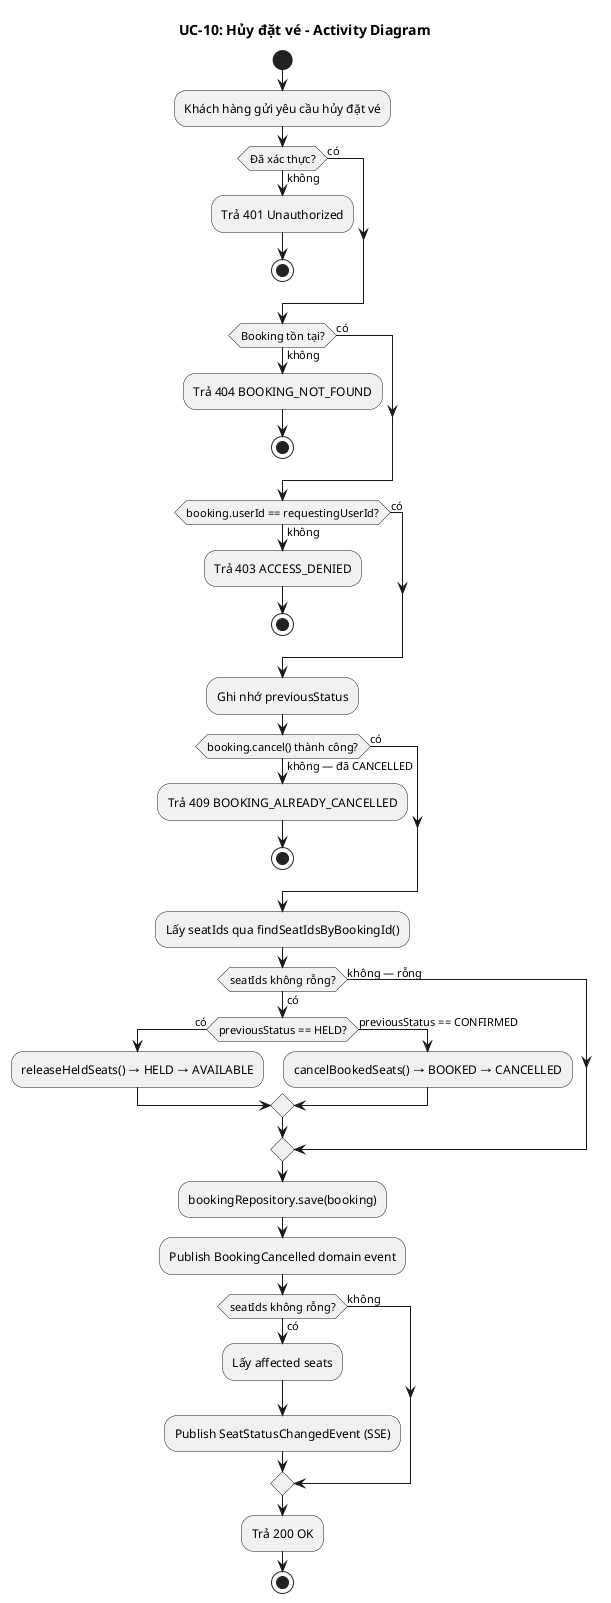 UC-10: Hủy đặt vé - Activity Diagram
Khách hàng gửi yêu cầu hủy đặt vé
Đã xác thực?
có
không
Trả 401 Unauthorized
Booking tồn tại?
có
không
Trả 404 BOOKING_NOT_FOUND
booking.userId == requestingUserId?
có
không
Trả 403 ACCESS_DENIED
Ghi nhớ previousStatus
booking.cancel() thành công?
có
không — đã CANCELLED
Trả 409 BOOKING_ALREADY_CANCELLED
Lấy seatIds qua findSeatIdsByBookingId()
seatIds không rỗng?
không — rỗng
có
previousStatus == HELD?
có
previousStatus == CONFIRMED
releaseHeldSeats() → HELD → AVAILABLE
cancelBookedSeats() → BOOKED → CANCELLED
bookingRepository.save(booking)
Publish BookingCancelled domain event
seatIds không rỗng?
không
có
Lấy affected seats
Publish SeatStatusChangedEvent (SSE)
Trả 200 OK